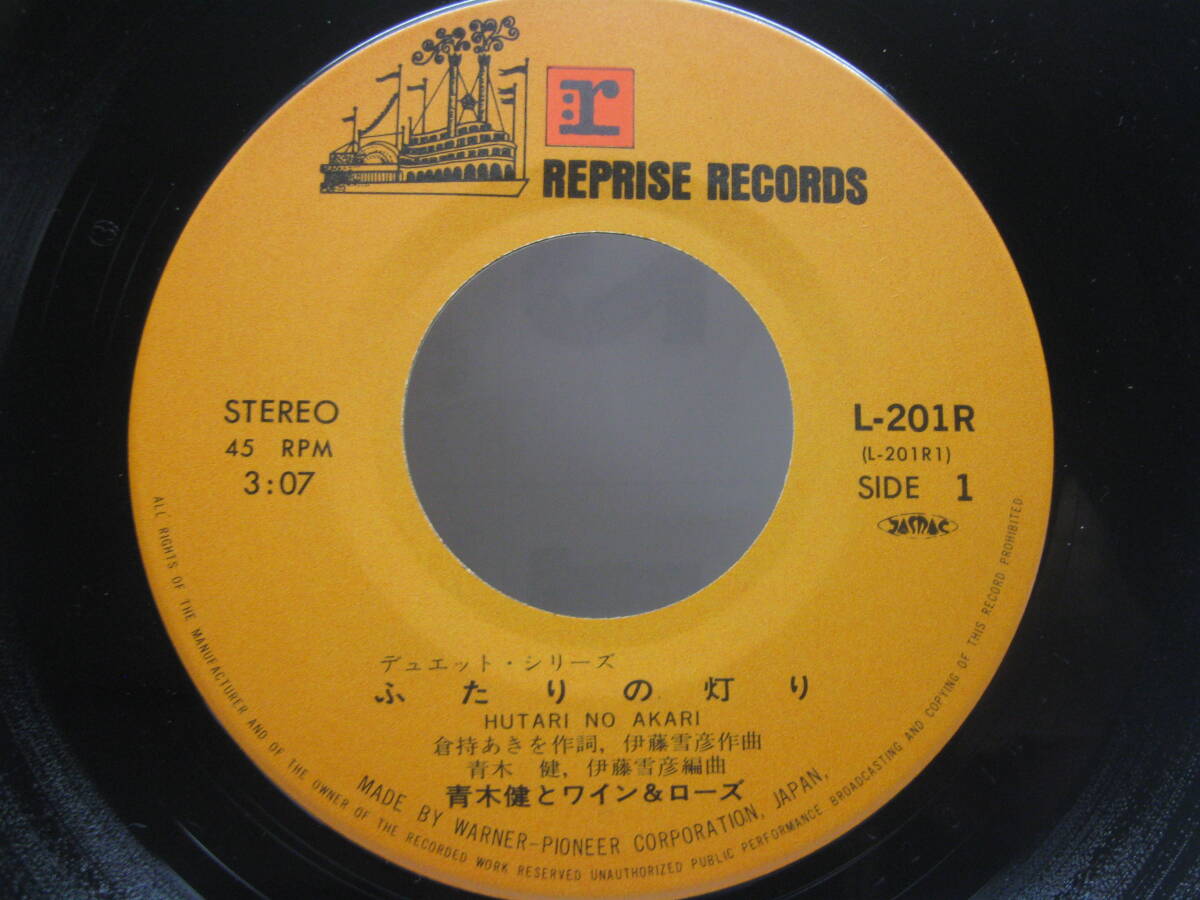 r
REPRISE RECORDS
STEREO
45 RPM
3:07
L-201R
(L-201R1)
SIDE 1
JASRAC
デュエット・シリーズ
ふたりの灯り
HUTARI NO AKARI
倉持あきを作詞, 伊藤雪彦作曲
青木 健, 伊藤雪彦編曲
青木健とワイン&ローズ
MADE BY WARNER-PIONEER CORPORATION, JAPAN,
ALL RIGHTS OF THE MANUFACTURER AND OF THE OWNER OF THE RECORDED WORK RESERVED UNAUTHORIZED PUBLIC PERFORMANCE BROADCASTING AND COPYING OF THIS RECORD PROHIBITED